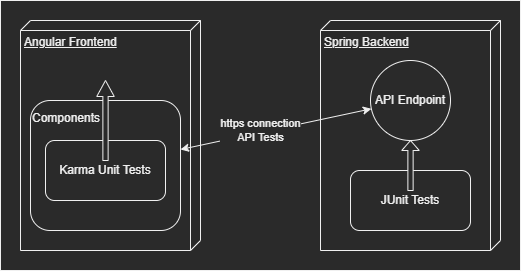 Angular Frontend
Components
Karma Unit Tests
https connection
API Tests
Spring Backend
API Endpoint
JUnit Tests